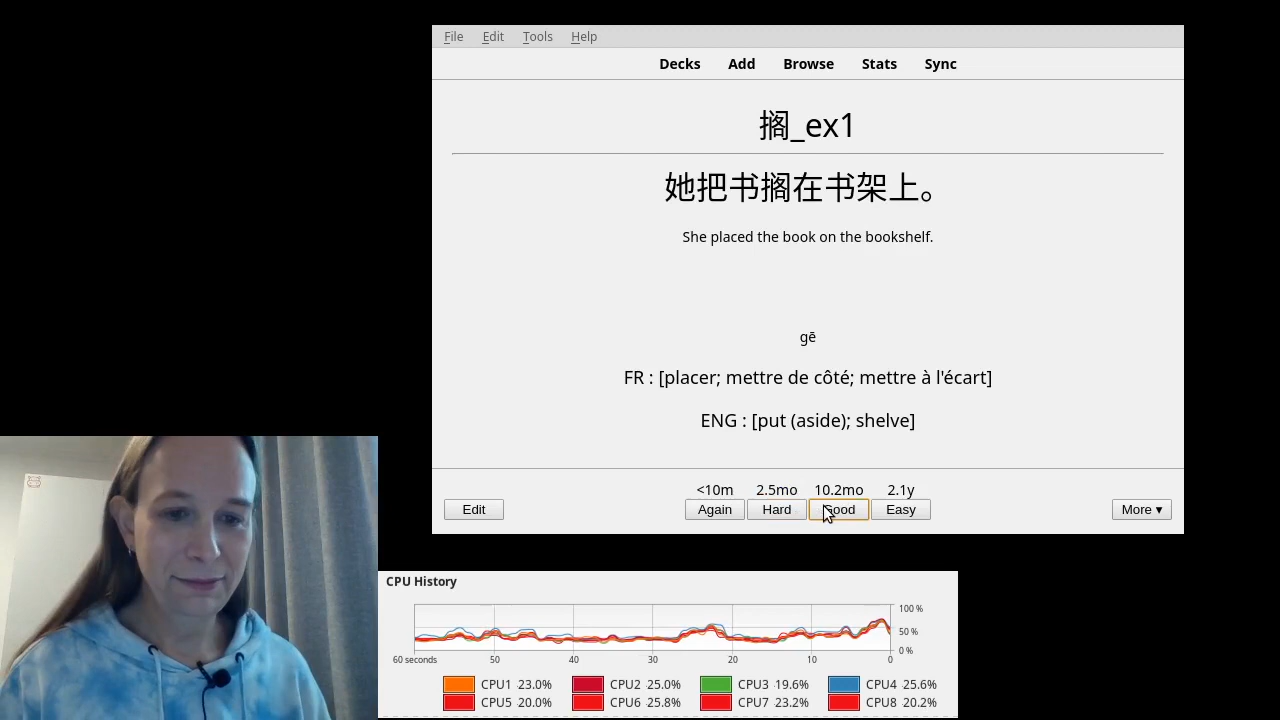 File Edit Tools Help
Decks Add Browse Stats Sync
搁_ex1
她把书搁在书架上。
She placed the book on the bookshelf.
gē
FR : [placer; mettre de côté; mettre à l'écart]
ENG : [put (aside); shelve]
<10m 2.5mo 10.2mo 2.1y
Edit Again Hard Good Easy More ▾
CPU History
100 %
50 %
0 %
60 seconds 50 40 30 20 10 0
CPU1 23.0% CPU2 25.0% CPU3 19.6% CPU4 25.6%
CPU5 20.0% CPU6 25.8% CPU7 23.2% CPU8 20.2%